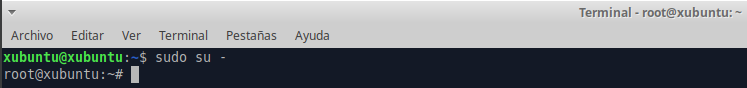 Terminal - root@xubuntu: ~
Archivo Editar Ver Terminal Pestañas Ayuda
xubuntu@xubuntu:~$ sudo su -
root@xubuntu:~#